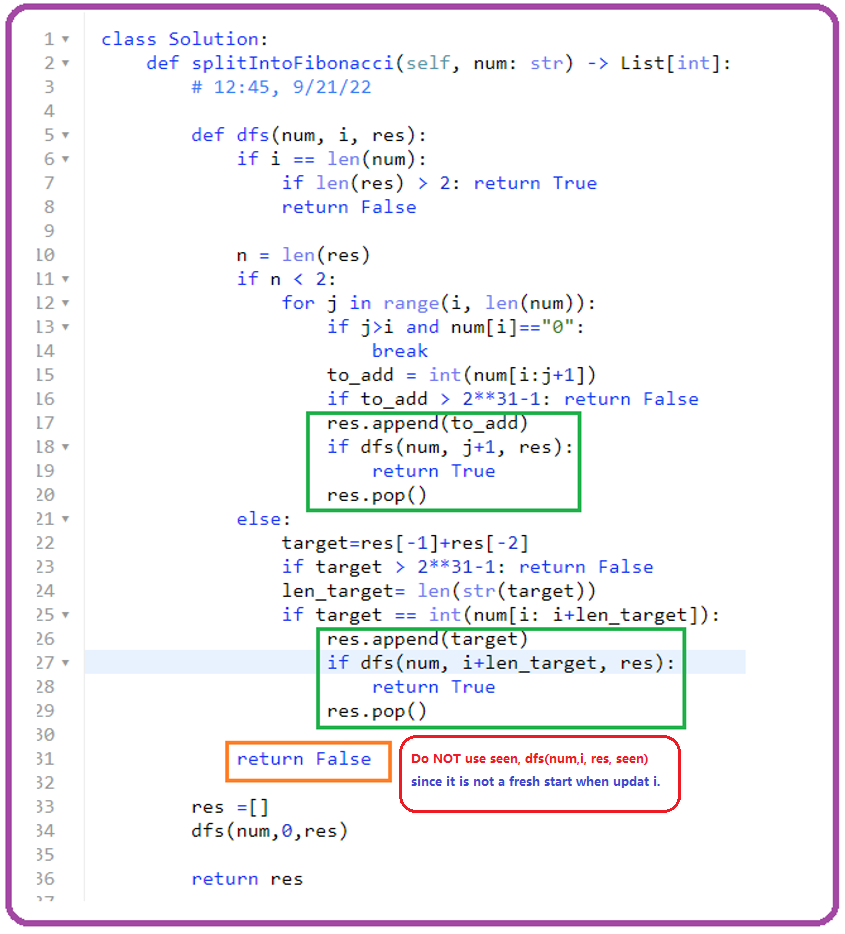 1 class Solution:
2 def splitIntoFibonacci(self, num: str) -> List[int]:
3 # 12:45, 9/21/22
4
5 def dfs(num, i, res):
6 if i == len(num):
7 if len(res) > 2: return True
8 return False
9
10 n = len(res)
11 if n < 2:
12 for j in range(i, len(num)):
13 if j>i and num[i]=="0":
14 break
15 to_add = int(num[i:j+1])
16 if to_add > 2**31-1: return False
17 res.append(to_add)
18 if dfs(num, j+1, res):
19 return True
20 res.pop()
21 else:
22 target=res[-1]+res[-2]
23 if target > 2**31-1: return False
24 len_target= len(str(target))
25 if target == int(num[i: i+len_target]):
26 res.append(target)
27 if dfs(num, i+len_target, res):
28 return True
29 res.pop()
30
31 return False Do NOT use seen, dfs(num,i, res, seen)
32 since it is not a fresh start when updat i.
33 res =[]
34 dfs(num,0,res)
35
36 return res